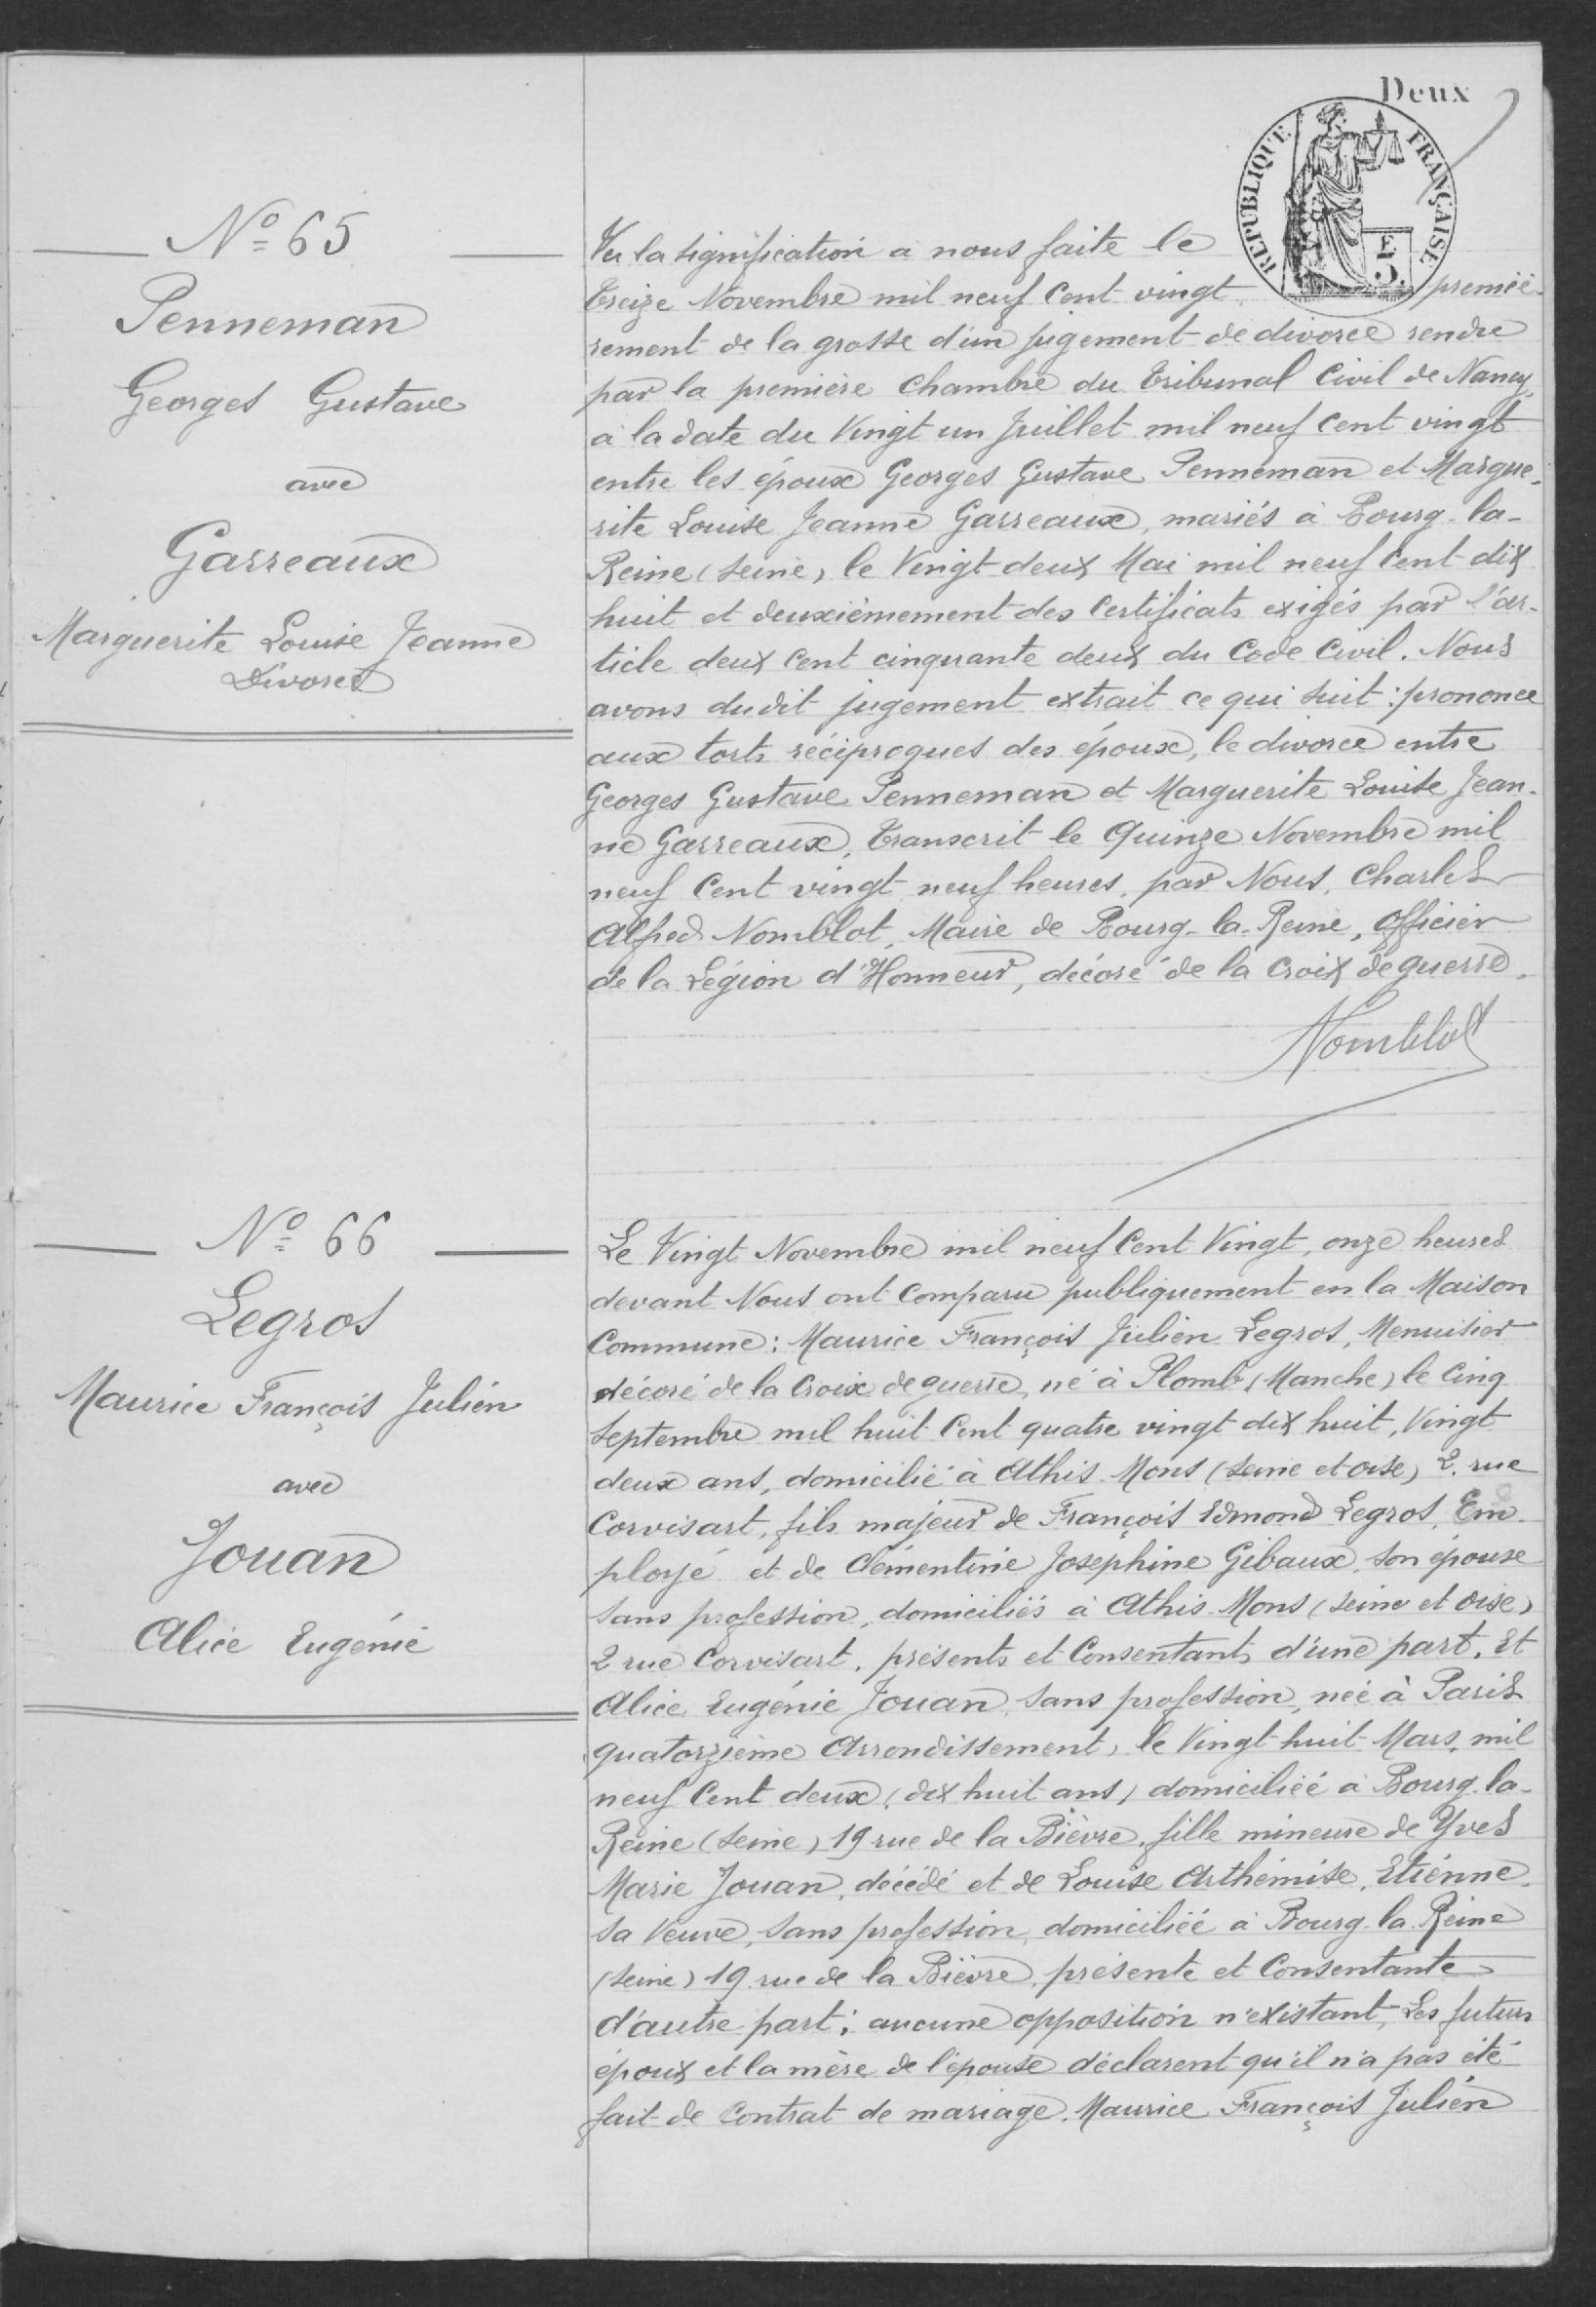 Deux
RÉPUBLIQUE FRANÇAISE
Nº 65
Penneman
Georges Gustave
avec
Garreaux
Marguerite Louise Jeanne
Divorce
Vu la signification à nous faite le
treize Novembre mil neuf Cent vingt premiè-
rement de la grosse d'un jugement de divorce rendu
par la première Chambre du Tribunal Civil de Nancy,
à la date du Vingt un Juillet mil neuf Cent vingt
entre les époux Georges Gustave Penneman et Margue-
rite Louise Jeanne Garreaux, mariés à Bourg-la-
Reine (Seine), le Vingt-deux Mai mil neuf Cent dix
huit et deuxièmement des Certificats exigés par l'ar-
ticle deux Cent cinquante deux du Code Civil. Nous
avons dudit jugement extrait ce qui suit : prononce
aux torts réciproques des époux, le divorce entre
Georges Gustave Penneman et Marguerite Louise Jean-
ne Garreaux, Transcrit le Quinze Novembre mil
neuf Cent vingt neuf heures, par Nous, Charles
Alfred Nomblot, Maire de Bourg-la-Reine, Officier
de la Légion d'Honneur, décoré de la Croix de guerre.
Nomblot
Nº 66
Legros
Maurice François Julien
avec
Jouan
Alice Eugénie
Le Vingt Novembre mil neuf Cent Vingt, onze heures
devant Nous ont Comparu publiquement en la Maison
Commune : Maurice François Julien Legros, Menuisier
décoré de la Croix de guerre, né à Plomb (Manche) le Cinq
Septembre mil huit Cent quatre vingt dix huit, Vingt
deux ans, domicilié à Athis-Mons (Seine et Oise) 2. rue
Corvisart, fils majeur de François Edmond Legros, Em-
ployé et de Clémentine Joséphine Gibaux, son épouse
sans profession, domiciliés à Athis-Mons (Seine et Oise)
2 rue Corvisart, présents et Consentants d'une part. Et
Alice Eugénie Jouan, sans profession, née à Paris
quatorzième Arrondissement, le Vingt-huit Mars mil
neuf Cent deux, (dix huit ans) domiciliée à Bourg-la-
Reine (Seine) 19 rue de la Bièvre, fille mineure de Yves
Marie Jouan, décédé et de Louise Arthémise, Etienne,
sa Veuve, sans profession, domiciliée à Bourg la Reine
(Seine) 19 rue de la Bièvre, présente et Consentante
d'autre part ; aucune opposition n'existant, Les futurs
époux et la mère de l'épouse déclarent qu'il n'a pas été
fait de Contrat de mariage. Maurice François Julien